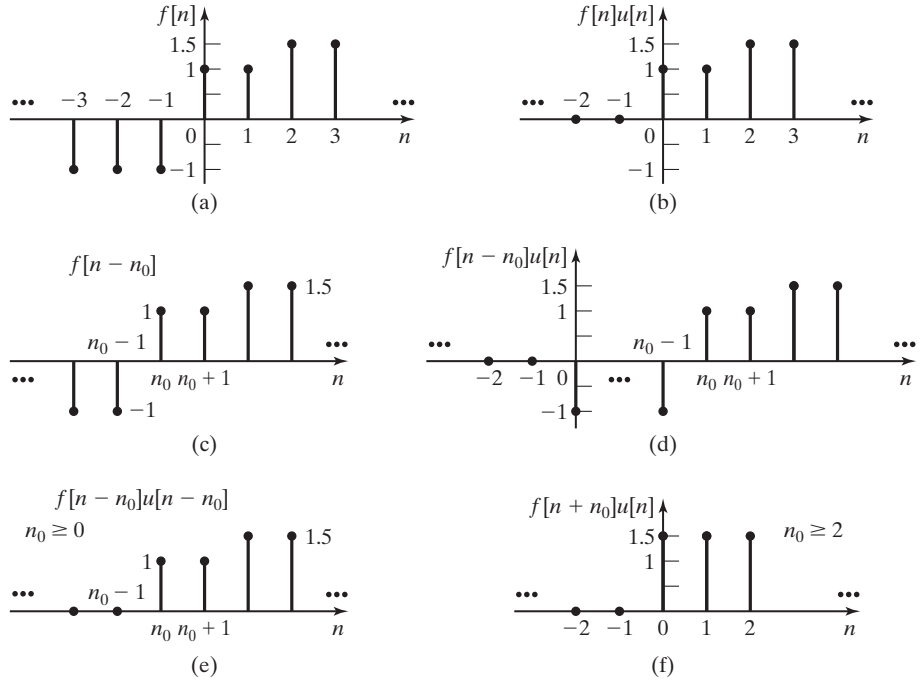 f[n]
1.5
1
••• −3 −2 −1 •••
0 1 2 3 n
−1
(a)
f[n]u[n]
1.5
1
••• −2 −1 •••
0 1 2 3 n
−1
(b)
f[n − n₀]
1.5
1
n₀ − 1 •••
••• n₀ n₀ + 1 n
−1
(c)
f[n − n₀]u[n]
1.5
1
••• n₀ − 1 •••
−2 −1 0 ••• n₀ n₀ + 1 n
−1
(d)
f[n − n₀]u[n − n₀]
n₀ ≥ 0
1.5
1
••• n₀ − 1 •••
n₀ n₀ + 1 n
(e)
f[n + n₀]u[n]
1.5 n₀ ≥ 2
1
••• •••
−2 −1 0 1 2 n
(f)